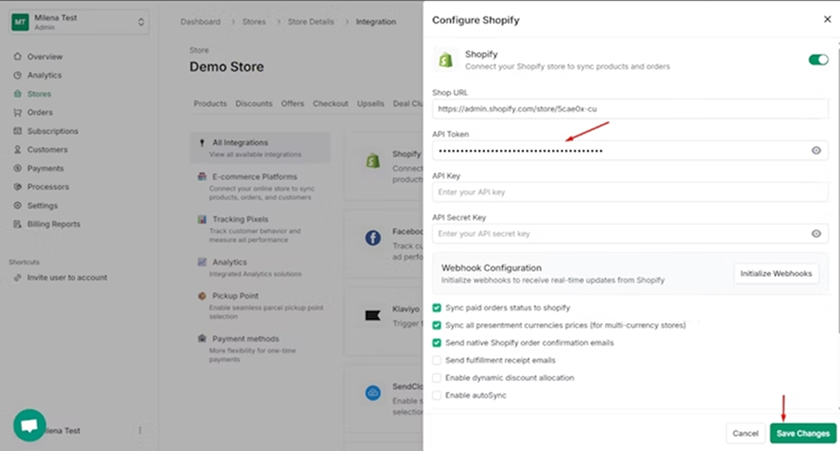 MT
Milena Test
Admin
Overview
Analytics
Stores
Orders
Subscriptions
Customers
Payments
Processors
Settings
Billing Reports
Shortcuts
Invite user to account
ilena Test
Dashboard > Stores > Store Details > Integration
Store
Demo Store
Products Discounts Offers Checkout Upsells Deal Clu
All Integrations
View all available integrations
E-commerce Platforms
Connect your online store to sync
products, orders, and customers
Tracking Pixels
Track customer behavior and
measure ad performance
Analytics
Integrated Analytics solutions
Pickup Point
Enable seamless parcel pickup point
selection
Payment methods
More flexibility for one-time
payments
Shopify
Connect
products
Facebo
Track cu
ad perfo
Klaviyo
Trigger
SendClo
Enable s
selection
Configure Shopify
Shopify
Connect your Shopify store to sync products and orders
Shop URL
https://admin.shopify.com/store/5cae0x-cu
API Token
API Key
Enter your API key
API Secret Key
Enter your API secret key
Webhook Configuration
Initialize webhooks to receive real-time updates from Shopify
Initialize Webhooks
Sync paid orders status to shopify
Sync all presentment currencies prices (for multi-currency stores)
Send native Shopify order confirmation emails
Send fulfillment receipt emails
Enable dynamic discount allocation
Enable autoSync
Cancel
Save Changes